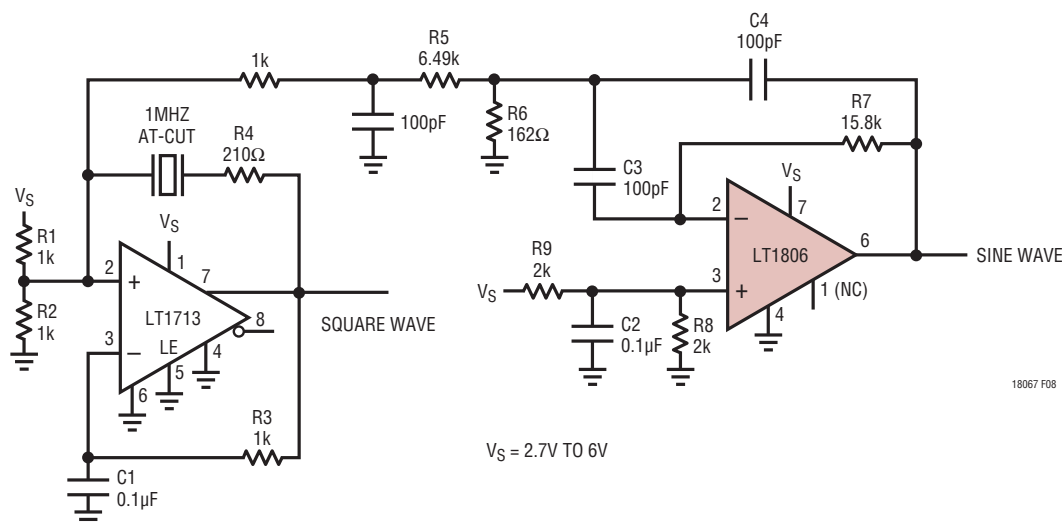 C4
100pF
R5
6.49k
1k
R7
15.8k
1MHZ
AT-CUT
R4
210Ω
100pF
R6
162Ω
C3
100pF
VS
VS
7
2
−
LT1806
6
SINE WAVE
3
+
1 (NC)
4
VS
R1
1k
R2
1k
VS
1
2
+
7
LT1713
8
3
−
LE
4
5
6
SQUARE WAVE
R9
2k
VS
C2
0.1µF
R8
2k
18067 F08
R3
1k
VS = 2.7V TO 6V
C1
0.1µF